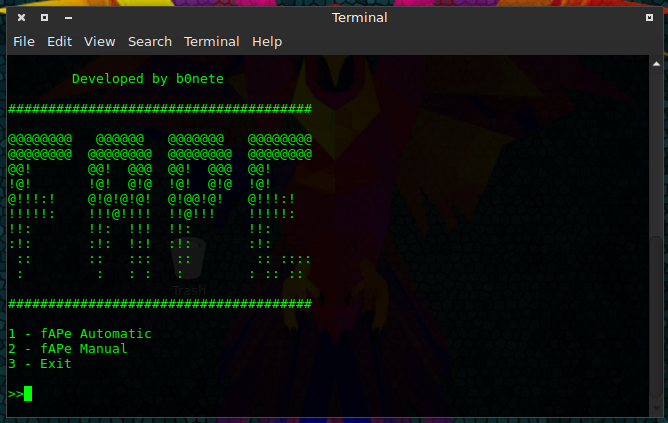 Terminal
File Edit View Search Terminal Help
Developed by b0nete
######################################
@@@@@@@@   @@@@@@   @@@@@@@   @@@@@@@@
@@@@@@@@  @@@@@@@@  @@@@@@@@  @@@@@@@@
@@!       @@!  @@@  @@!  @@@  @@!
!@!       !@!  @!@  !@!  @!@  !@!
@!!!:!    @!@!@!@!  @!@@!@!   @!!!:!
!!!!!:    !!!@!!!!  !!@!!!    !!!!!:
!!:       !!:  !!!  !!:       !!:
:!:       :!:  !:!  :!:       :!:
 ::       ::   :::   ::        :: ::::
 :         :   : :   :        : :: ::
Trash
######################################
1 - fAPe Automatic
2 - fAPe Manual
3 - Exit
>>